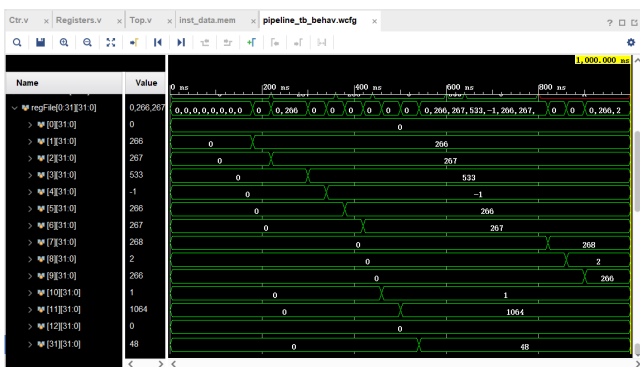 Ctr.v × Registers.v × Top.v × inst_data.mem × pipeline_tb_behav.wcfg × ?
1,000.000 ns
Name Value 0 ns 200 ns 400 ns 600 ns 800 ns
regFile[0:31][31:0] 0,266,267 0,0,0,0,0,0,0,0 0 0,266 0 0 0 0 0 0 0,266,267,533,-1,266,267, 0 0 0,266,2
[0][31:0] 0 0
[1][31:0] 266 0 266
[2][31:0] 267 0 267
[3][31:0] 533 0 533
[4][31:0] -1 0 -1
[5][31:0] 266 0 266
[6][31:0] 267 0 267
[7][31:0] 268 0 268
[8][31:0] 2 0 2
[9][31:0] 266 0 266
[10][31:0] 1 0 1
[11][31:0] 1064 0 1064
[12][31:0] 0 0
[31][31:0] 48 0 48